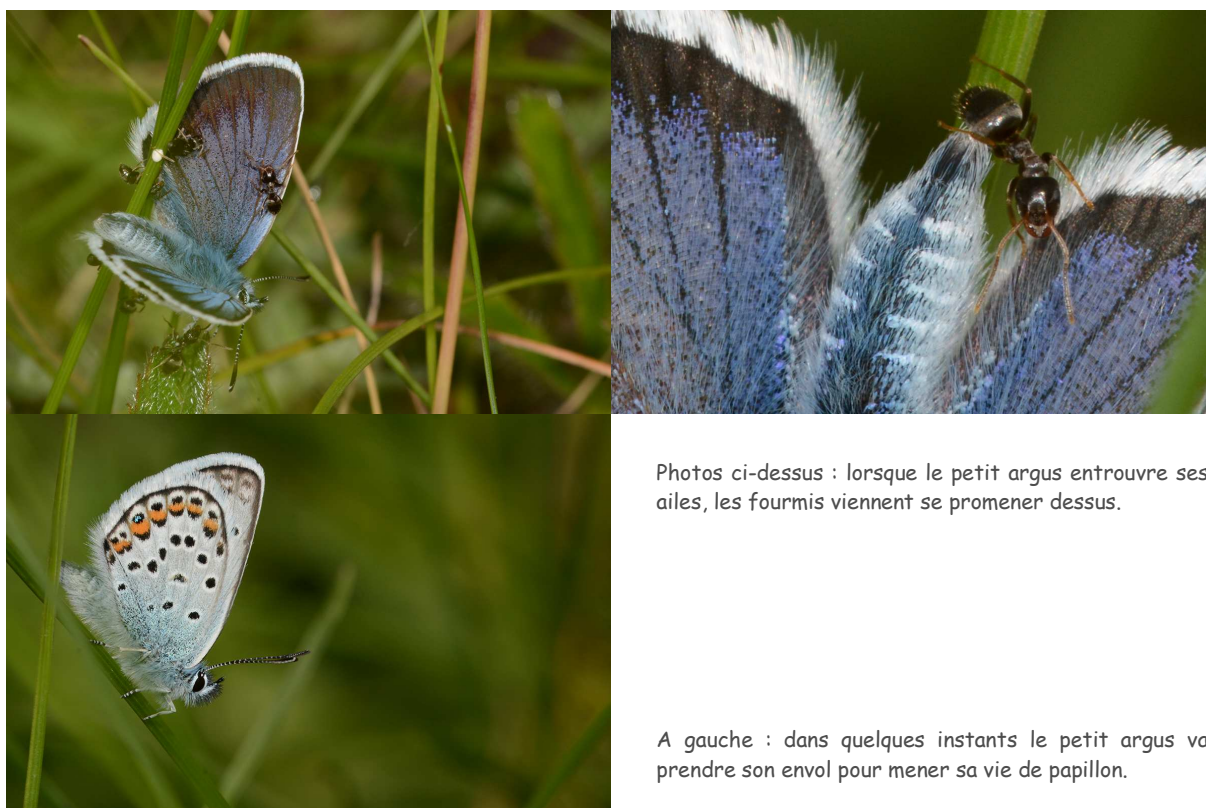 Photos ci-dessus : lorsque le petit argus entrouvre ses
ailes, les fourmis viennent se promener dessus.
A gauche : dans quelques instants le petit argus va
prendre son envol pour mener sa vie de papillon.